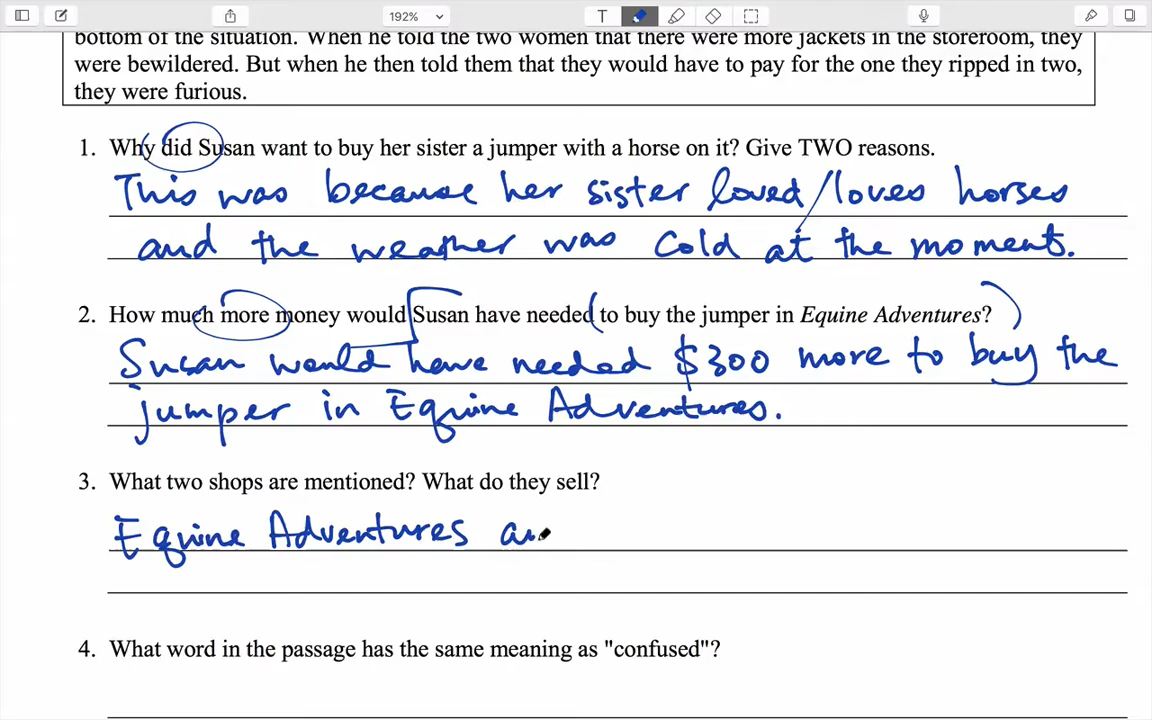 192%
T
bottom of the situation. When he told the two women that there were more jackets in the storeroom, they
were bewildered. But when he then told them that they would have to pay for the one they ripped in two,
they were furious.
1. Why did Susan want to buy her sister a jumper with a horse on it? Give TWO reasons.
This was because her sister loved/loves horses
and the weather was cold at the moment.
2. How much more money would Susan have needed to buy the jumper in Equine Adventures?
Susan would have needed $300 more to buy the
jumper in Equine Adventures.
3. What two shops are mentioned? What do they sell?
Equine Adventures an
4. What word in the passage has the same meaning as "confused"?